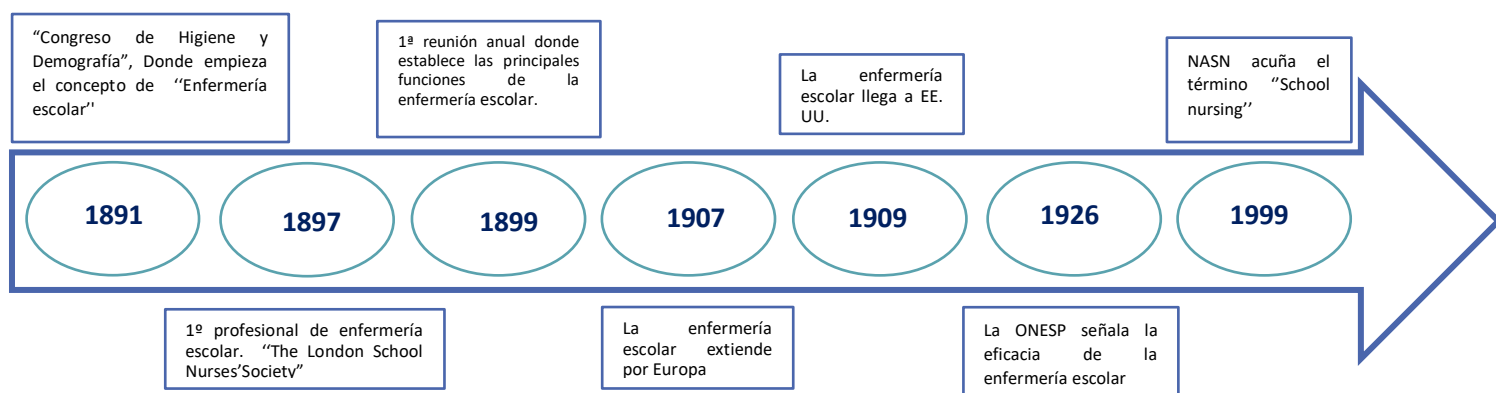 “Congreso de Higiene y
Demografía”, Donde empieza
el concepto de ‘‘Enfermería
escolar''
1ª reunión anual donde
establece las principales
funciones de la
enfermería escolar.
La enfermería
escolar llega a EE.
UU.
NASN acuña el
término ‘’School
nursing’’
1891
1897
1899
1907
1909
1926
1999
1º profesional de enfermería
escolar. ‘‘The London School
Nurses’Society”
La enfermería
escolar extiende
por Europa
La ONESP señala la
eficacia de la
enfermería escolar